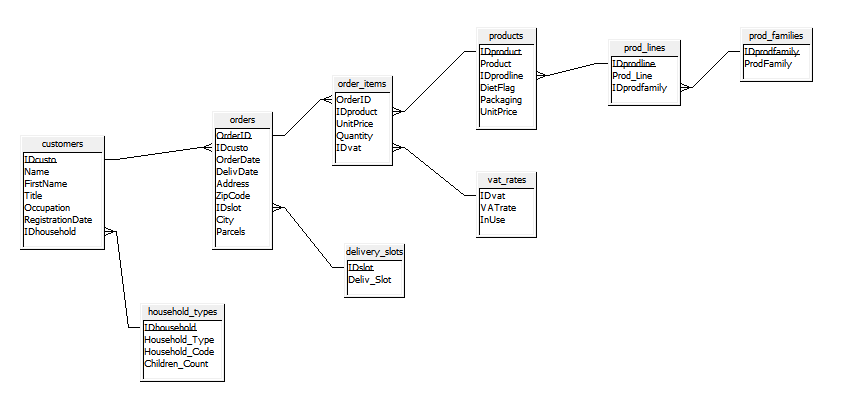 customers
IDcusto
Name
FirstName
Title
Occupation
RegistrationDate
IDhousehold
household_types
IDhousehold
Household_Type
Household_Code
Children_Count
orders
OrderID
IDcusto
OrderDate
DelivDate
Address
ZipCode
IDslot
City
Parcels
delivery_slots
IDslot
Deliv_Slot
order_items
OrderID
IDproduct
UnitPrice
Quantity
IDvat
products
IDproduct
Product
IDprodline
DietFlag
Packaging
UnitPrice
vat_rates
IDvat
VATrate
InUse
prod_lines
IDprodline
Prod_Line
IDprodfamily
prod_families
IDprodfamily
ProdFamily